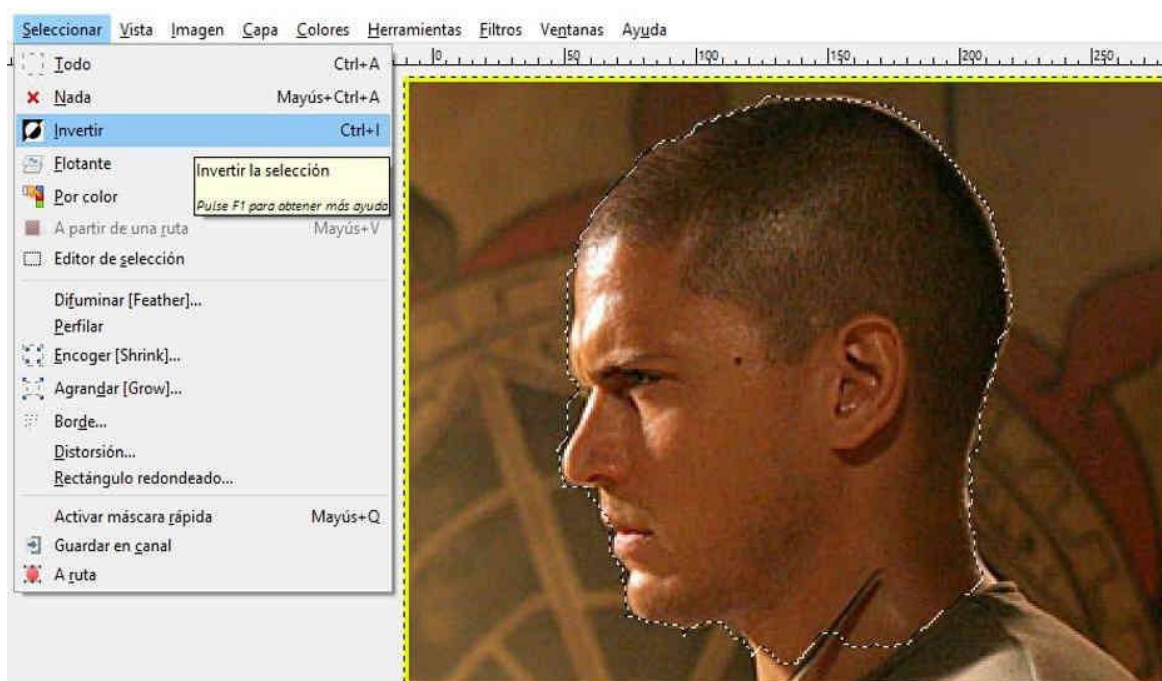 Seleccionar Vista Imagen Capa Colores Herramientas Filtros Ventanas Ayuda
0 50 100 150 200 250
Todo Ctrl+A
Nada Mayús+Ctrl+A
Invertir Ctrl+I
Flotante
Invertir la selección
Por color
Pulse F1 para obtener más ayuda
A partir de una ruta Mayús+V
Editor de selección
Difuminar [Feather]...
Perfilar
Encoger [Shrink]...
Agrandar [Grow]...
Borde...
Distorsión...
Rectángulo redondeado...
Activar máscara rápida Mayús+Q
Guardar en canal
A ruta